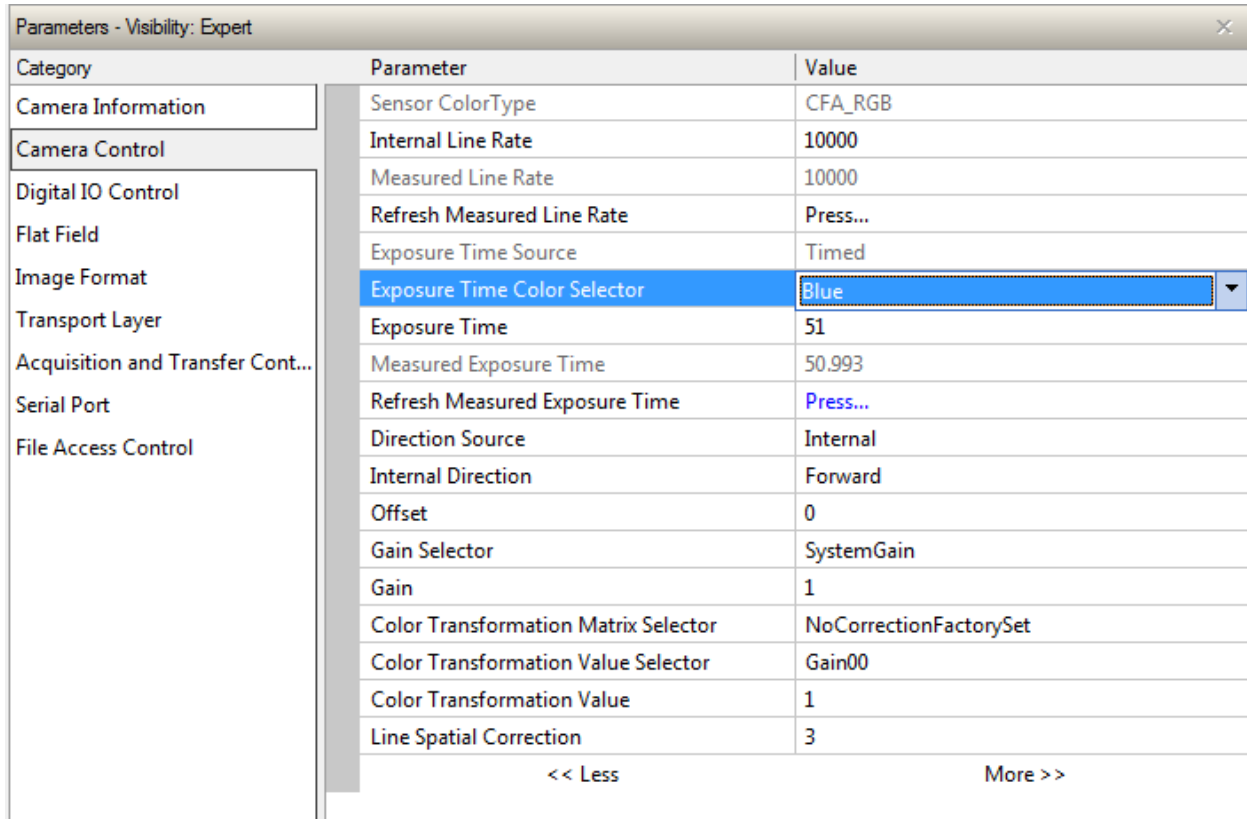 Parameters - Visibility: Expert
Category Parameter Value
Camera Information Sensor ColorType CFA_RGB
Camera Control Internal Line Rate 10000
Measured Line Rate 10000
Digital IO Control Refresh Measured Line Rate Press...
Flat Field Exposure Time Source Timed
Image Format Exposure Time Color Selector Blue
Transport Layer Exposure Time 51
Acquisition and Transfer Cont... Measured Exposure Time 50.993
Serial Port Refresh Measured Exposure Time Press...
File Access Control Direction Source Internal
Internal Direction Forward
Offset 0
Gain Selector SystemGain
Gain 1
Color Transformation Matrix Selector NoCorrectionFactorySet
Color Transformation Value Selector Gain00
Color Transformation Value 1
Line Spatial Correction 3
<< Less More >>